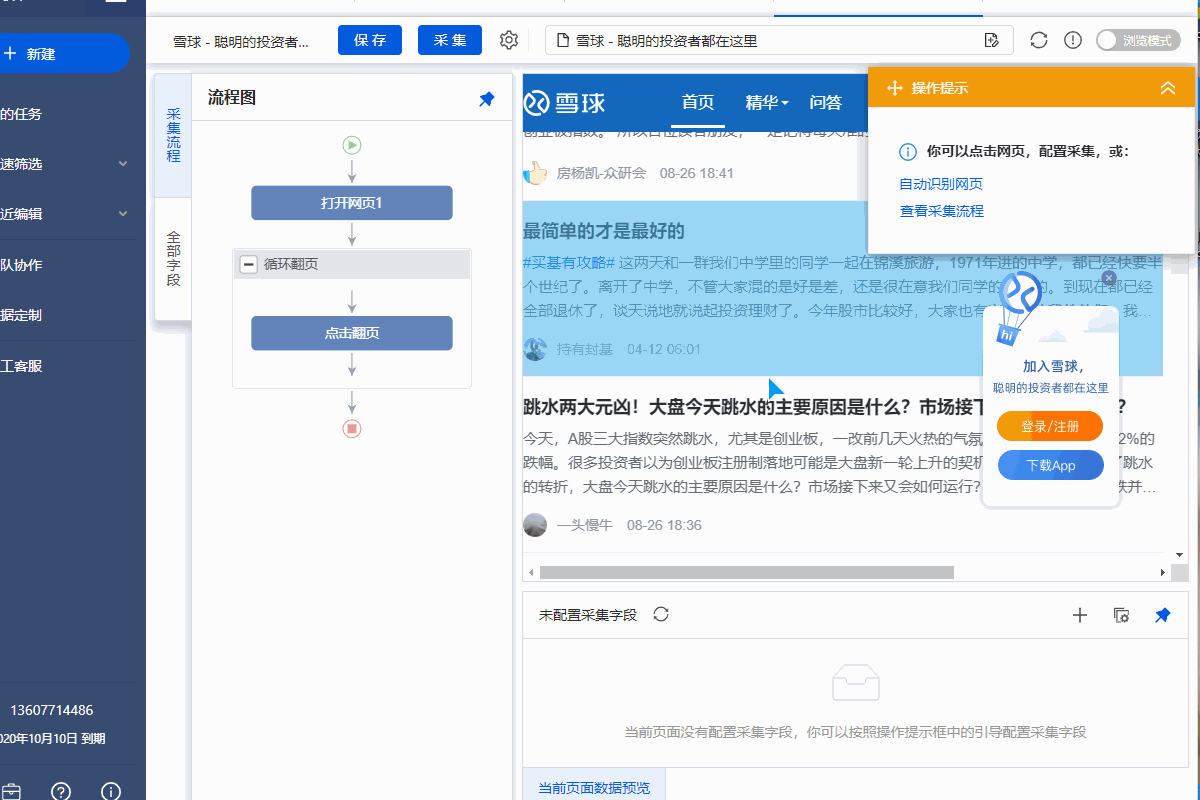 雪球 - 聪明的投资者...
保 存
采 集
雪球 - 聪明的投资者都在这里
浏览模式
新建
的任务
速筛选
近编辑
队协作
据定制
工客服
13607714486
020年10月10日 到期
采集流程
全部字段
流程图
打开网页1
循环翻页
点击翻页
雪球
首页
精华
问答
房杨凯-众研会 08-26 18:41
最简单的才是最好的
#买基有攻略# 这两天和一群我们中学里的同学一起在锦溪旅游，1971年进的中学，都已经快要半
个世纪了。离开了中学，不管大家混的是好是差，还是很在意我们同学的
的。到现在都已经
全部退休了，谈天说地就说起投资理财了。今年股市比较好，大家也有
我...
持有封基 04-12 06:01
跳水两大元凶！大盘今天跳水的主要原因是什么？市场接下
？
今天，A股三大指数突然跳水，尤其是创业板，一改前几天火热的气氛
2%的
跌幅。很多投资者以为创业板注册制落地可能是大盘新一轮上升的契机
跳水
的转折，大盘今天跳水的主要原因是什么？市场接下来又会如何运行？
跌并...
一头慢牛 08-26 18:36
操作提示
你可以点击网页，配置采集，或：
自动识别网页
查看采集流程
hi
加入雪球，
聪明的投资者都在这里
登录/注册
下载App
未配置采集字段
当前页面没有配置采集字段，你可以按照操作提示框中的引导配置采集字段
当前页面数据预览